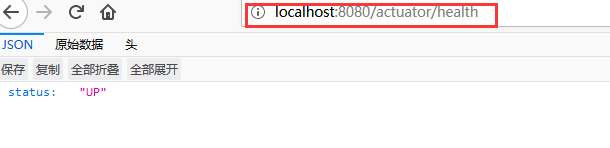 localhost:8080/actuator/health
JSON 原始数据 头
保存 复制 全部折叠 全部展开
status: "UP"